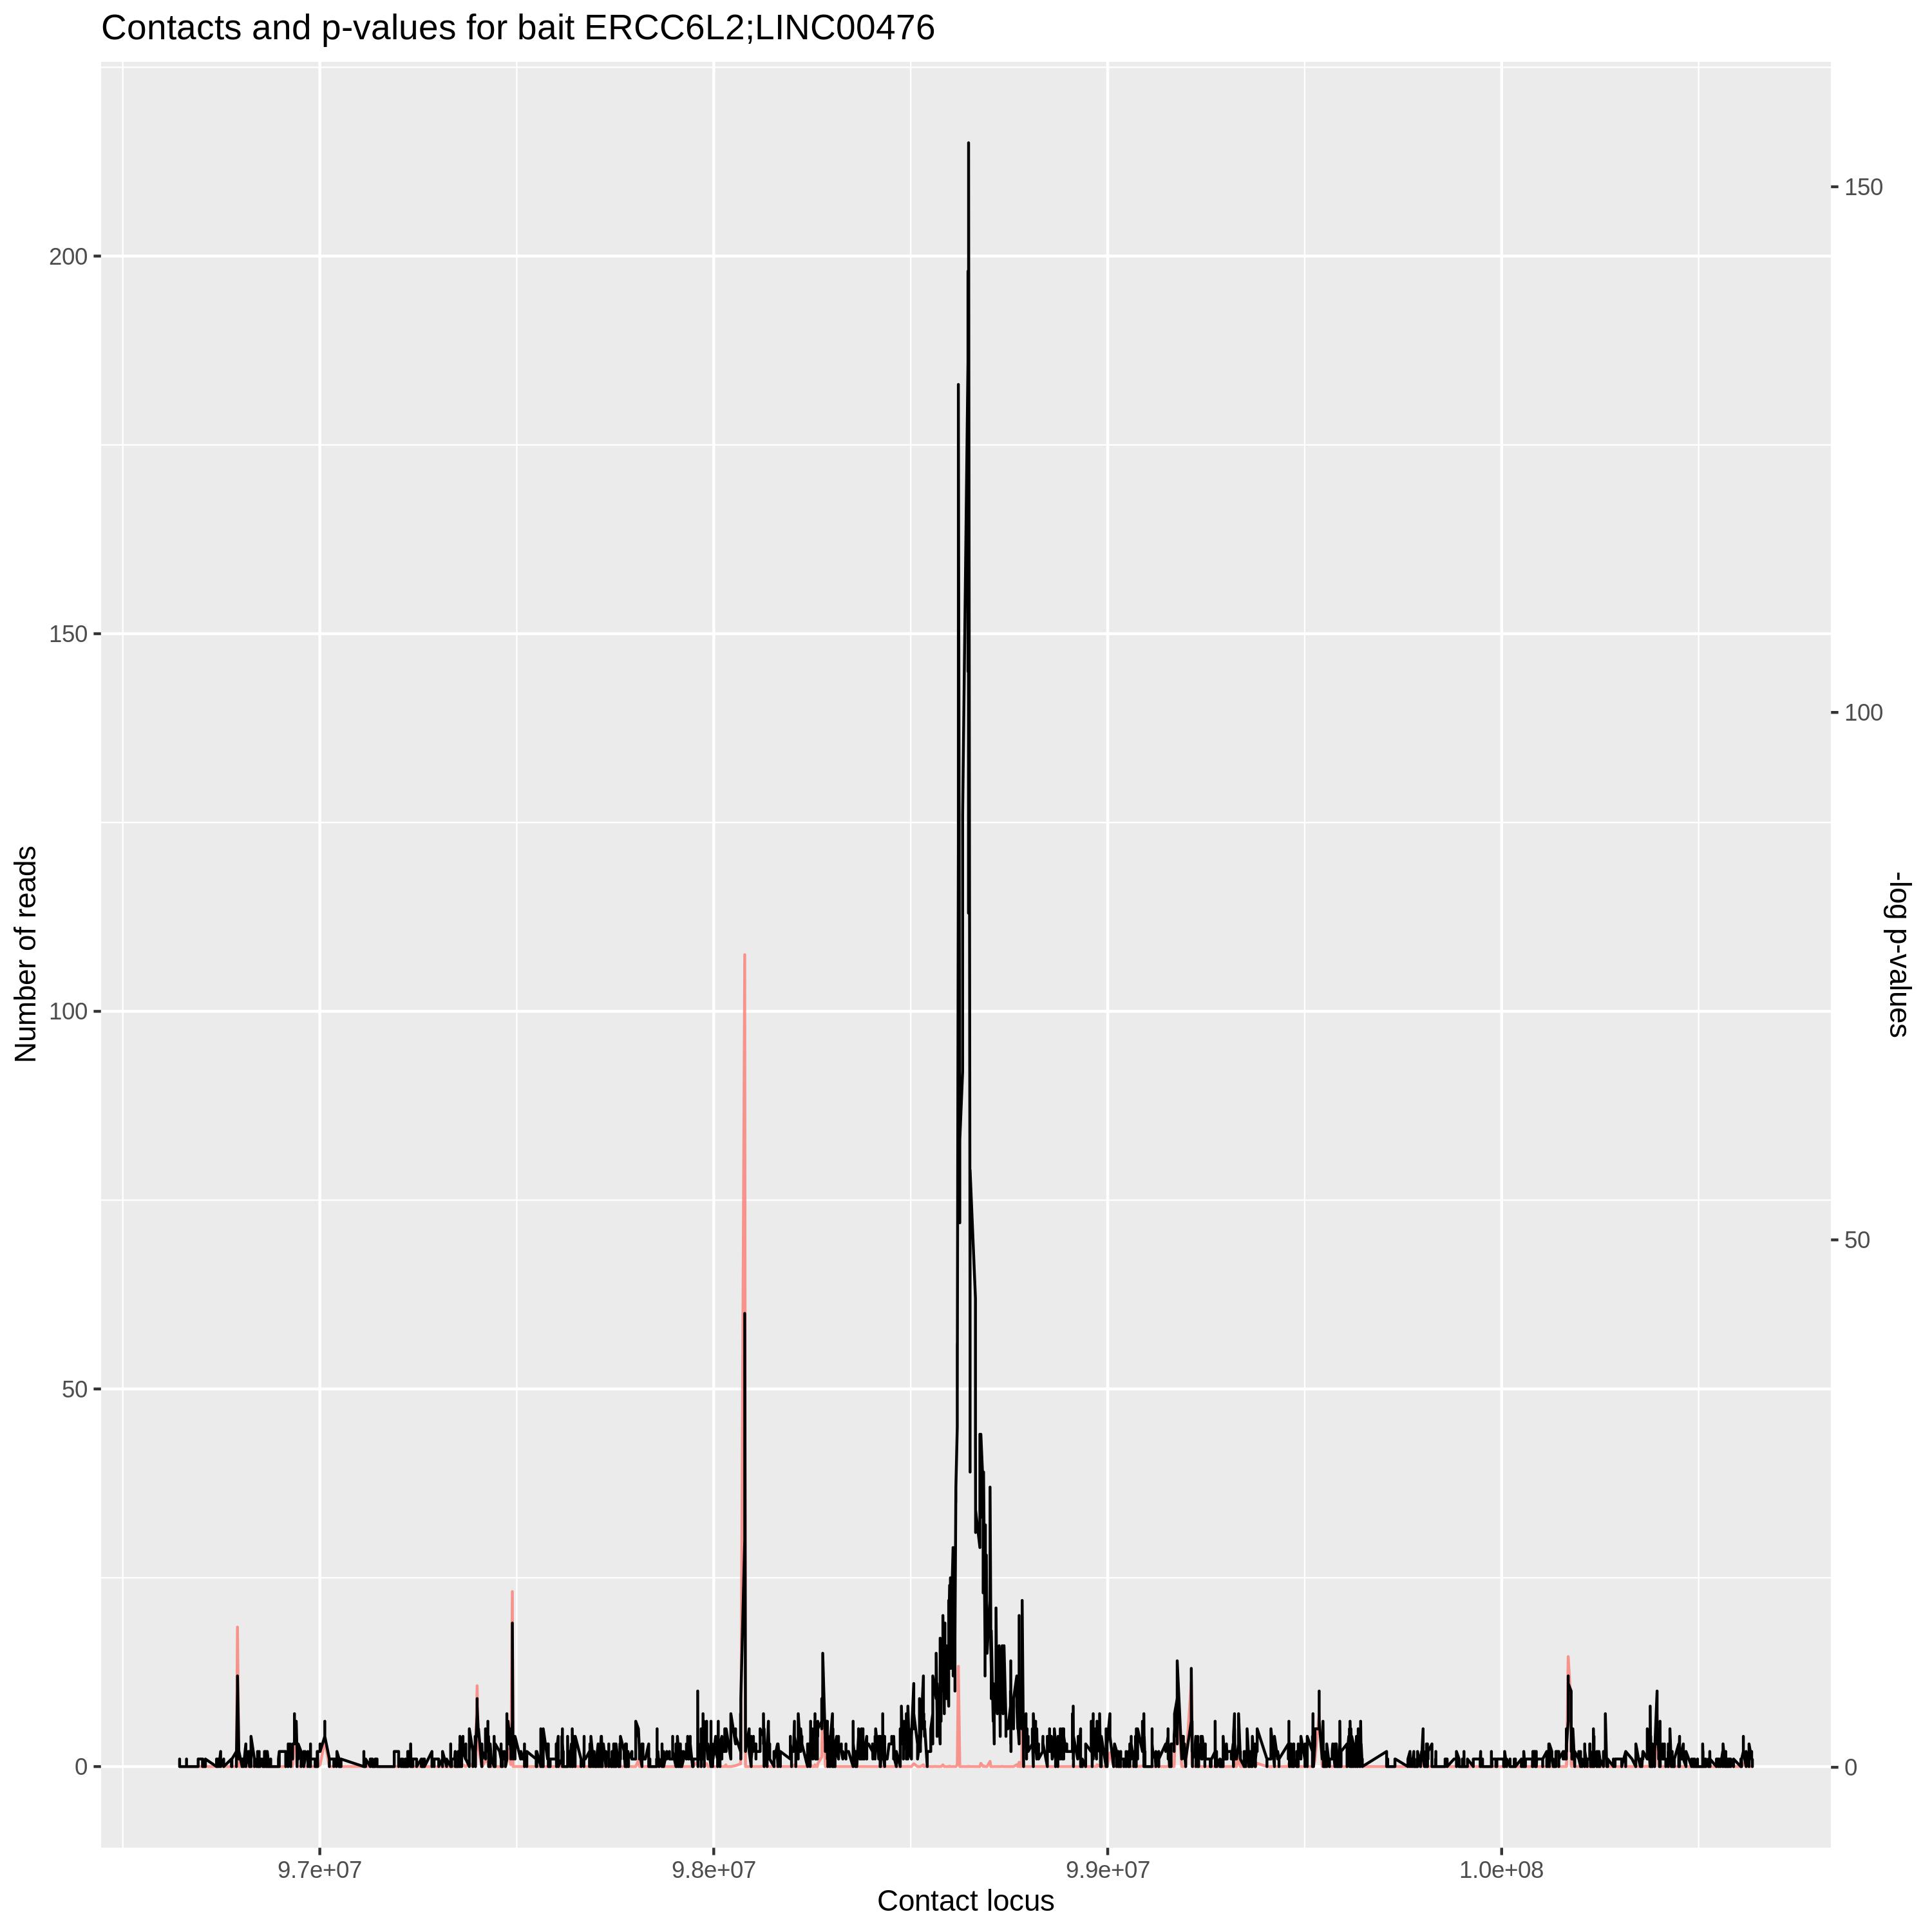 Contacts and p-values for bait ERCC6L2;LINC00476
200
150
100
50
0
Number of reads
150
100
50
0
-log p-values
9.7e+07
9.8e+07
9.9e+07
1.0e+08
Contact locus